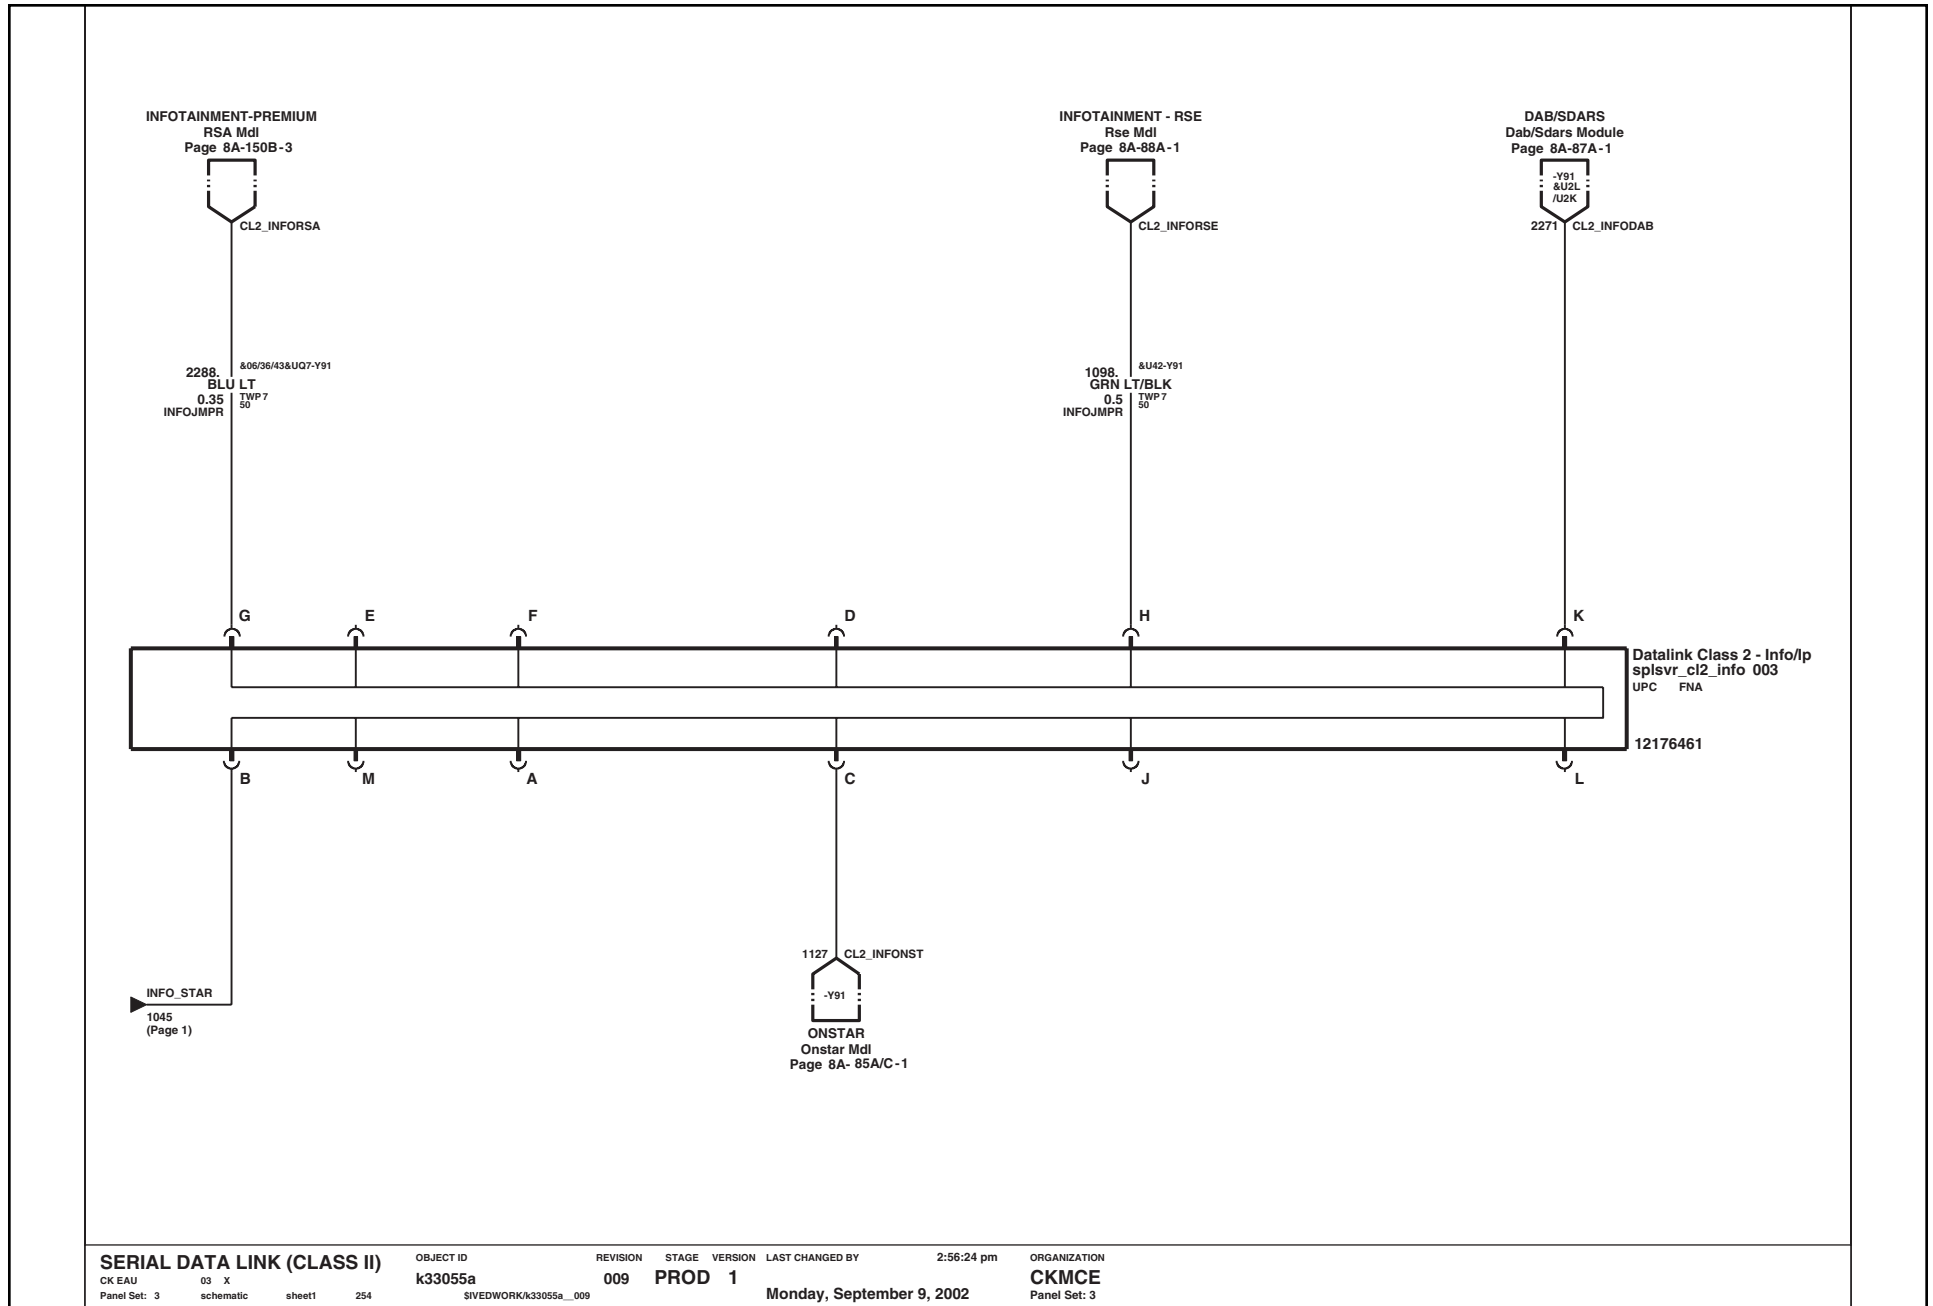 INFOTAINMENT-PREMIUM
RSA Mdl
Page 8A-150B-3
CL2_INFORSA
INFOTAINMENT - RSE
Rse Mdl
Page 8A-88A-1
CL2_INFORSE
DAB/SDARS
Dab/Sdars Module
Page 8A-87A-1
-Y91
&U2L
/U2K
2271 CL2_INFODAB
2288. &06/36/43&UQ7-Y91
BLU LT
0.35 TWP7
INFOJMPR 50
1098. &U42-Y91
GRN LT/BLK
0.5 TWP7
INFOJMPR 50
G E F D H K
Datalink Class 2 - Info/Ip
splsvr_cl2_info 003
UPC FNA
12176461
B M A C J L
1127 CL2_INFONST
-Y91
ONSTAR
Onstar Mdl
Page 8A- 85A/C-1
INFO_STAR
1045
(Page 1)
SERIAL DATA LINK (CLASS II)
CK EAU 03 X
Panel Set: 3 schematic sheet1 254
OBJECT ID
k33055a
$IVEDWORK/k33055a__009
REVISION
009
STAGE
PROD
VERSION
1
LAST CHANGED BY 2:56:24 pm
Monday, September 9, 2002
ORGANIZATION
CKMCE
Panel Set: 3